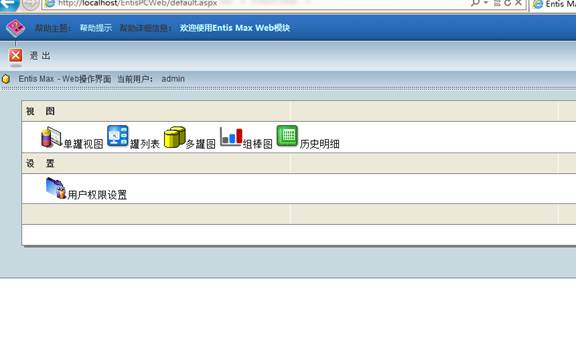 http://localhost/EntisPCWeb/default.aspx
Entis Max
帮助主题： 帮助提示 帮助详细信息： 欢迎使用Entis Max Web模块
退 出
Entis Max - Web操作界面 当前用户： admin
视 图
单罐视图 罐列表 多罐图 组棒图 历史明细
设 置
用户权限设置